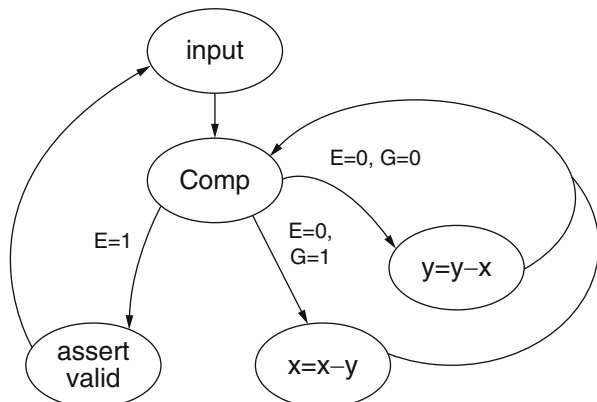 input
Comp
E=0, G=0
E=1
E=0,
G=1
y=y−x
assert
valid
x=x−y